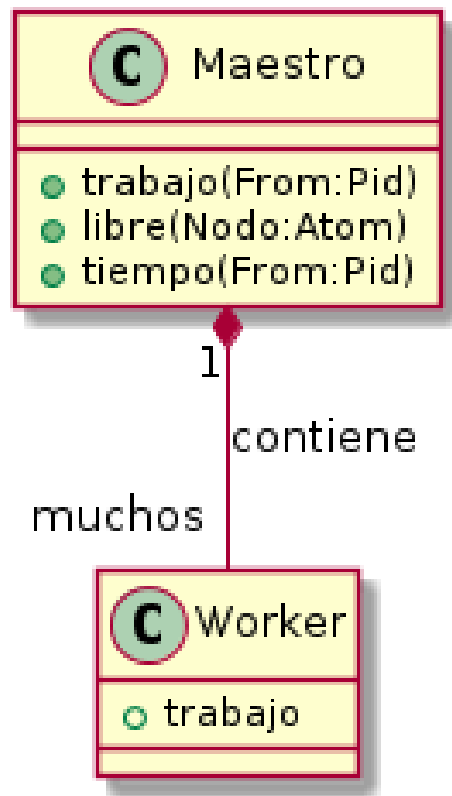 C Maestro
trabajo(From:Pid)
libre(Nodo:Atom)
tiempo(From:Pid)
1
contiene
muchos
C Worker
trabajo